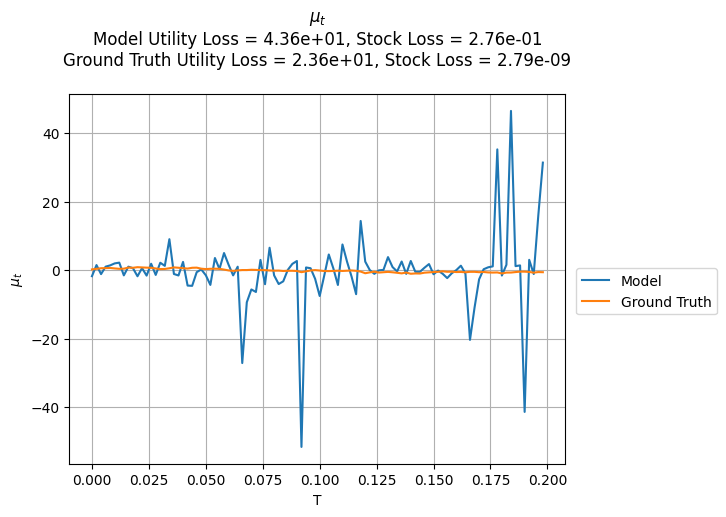 μₜ
Model Utility Loss = 4.36e+01, Stock Loss = 2.76e-01
Ground Truth Utility Loss = 2.36e+01, Stock Loss = 2.79e-09
μₜ
40
20
0
−20
−40
0.000 0.025 0.050 0.075 0.100 0.125 0.150 0.175 0.200
T
Model
Ground Truth